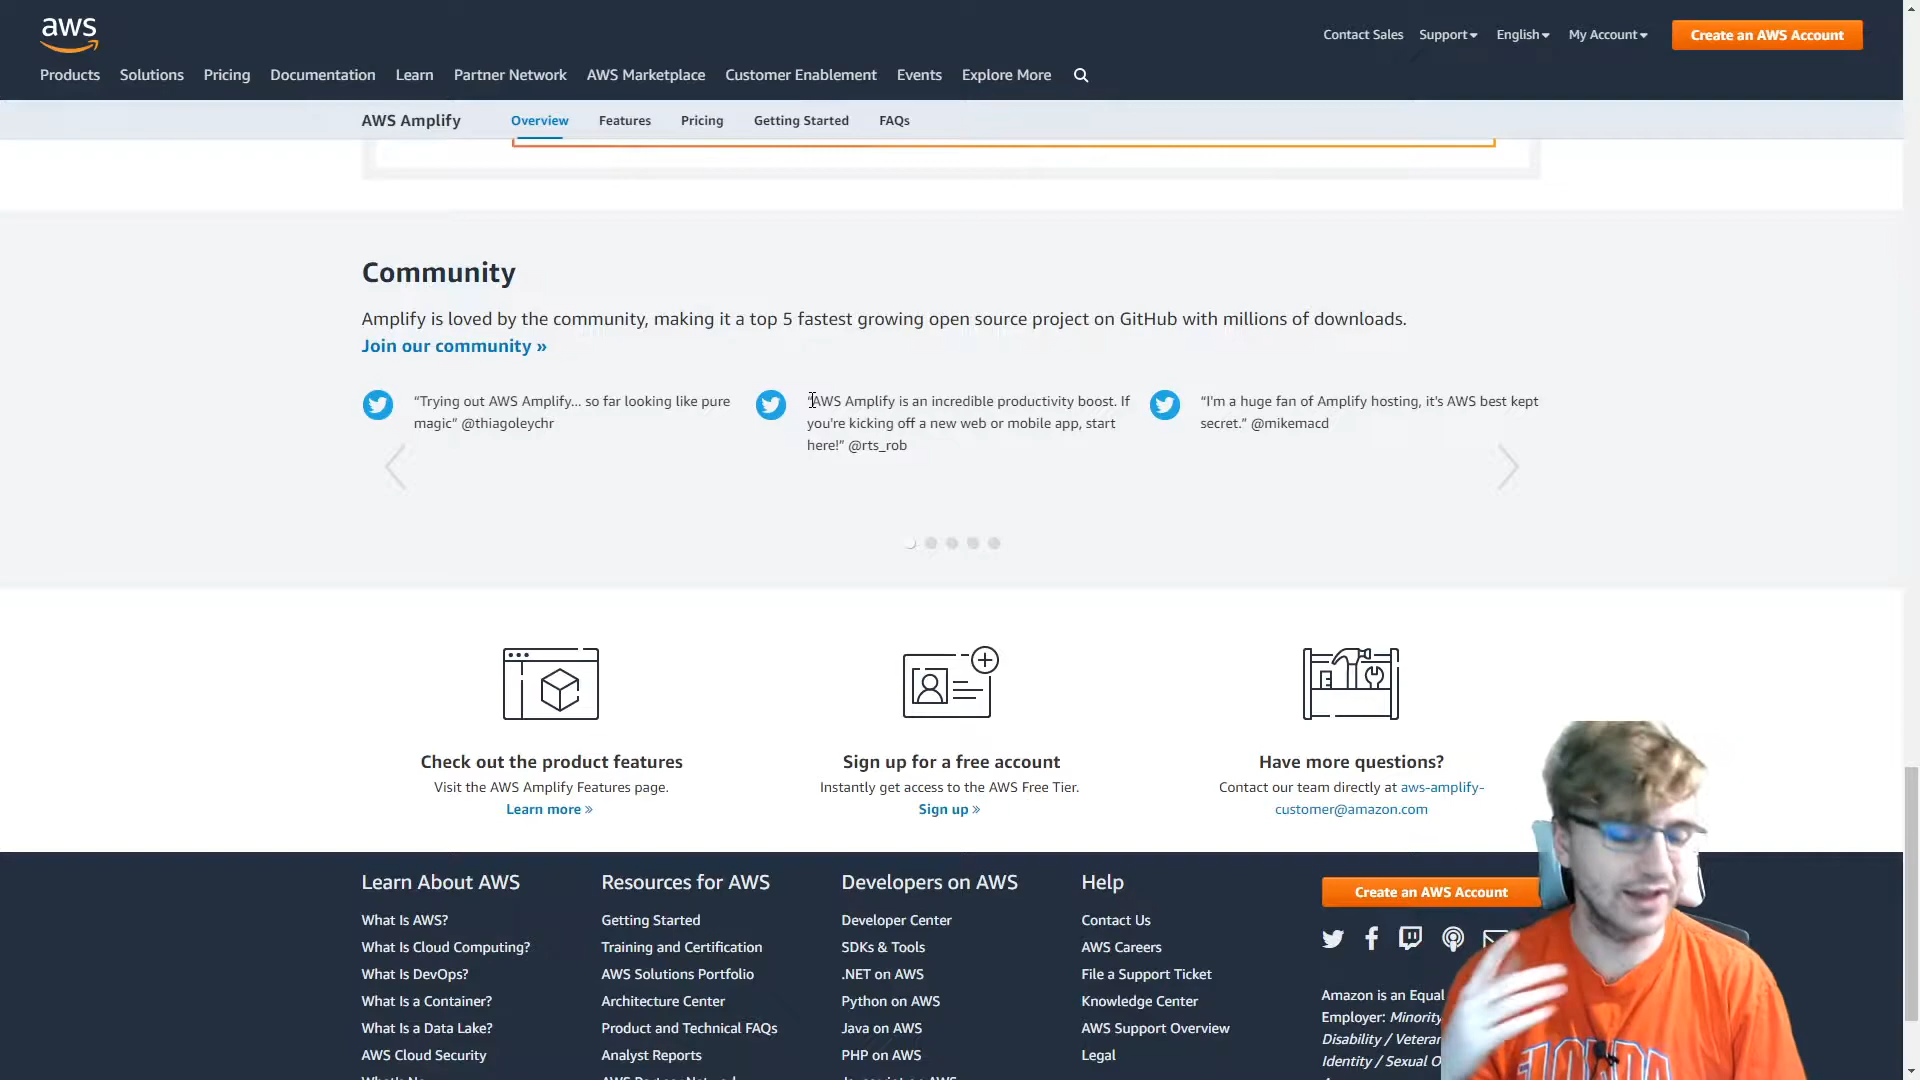 aws
Contact Sales Support English My Account Create an AWS Account
Products Solutions Pricing Documentation Learn Partner Network AWS Marketplace Customer Enablement Events Explore More
AWS Amplify Overview Features Pricing Getting Started FAQs
Community
Amplify is loved by the community, making it a top 5 fastest growing open source project on GitHub with millions of downloads.
Join our community »
“Trying out AWS Amplify... so far looking like pure
magic” @thiagoleychr
“AWS Amplify is an incredible productivity boost. If
you're kicking off a new web or mobile app, start
here!” @rts_rob
“I'm a huge fan of Amplify hosting, it's AWS best kept
secret.” @mikemacd
Check out the product features
Visit the AWS Amplify Features page.
Learn more »
Sign up for a free account
Instantly get access to the AWS Free Tier.
Sign up »
Have more questions?
Contact our team directly at aws-amplify-
customer@amazon.com
Learn About AWS
What Is AWS?
What Is Cloud Computing?
What Is DevOps?
What Is a Container?
What Is a Data Lake?
AWS Cloud Security
Resources for AWS
Getting Started
Training and Certification
AWS Solutions Portfolio
Architecture Center
Product and Technical FAQs
Analyst Reports
Developers on AWS
Developer Center
SDKs & Tools
.NET on AWS
Python on AWS
Java on AWS
PHP on AWS
Help
Contact Us
AWS Careers
File a Support Ticket
Knowledge Center
AWS Support Overview
Legal
Create an AWS Account
Amazon is an Equal
Employer: Minority
Disability / Veteran
Identity / Sexual O